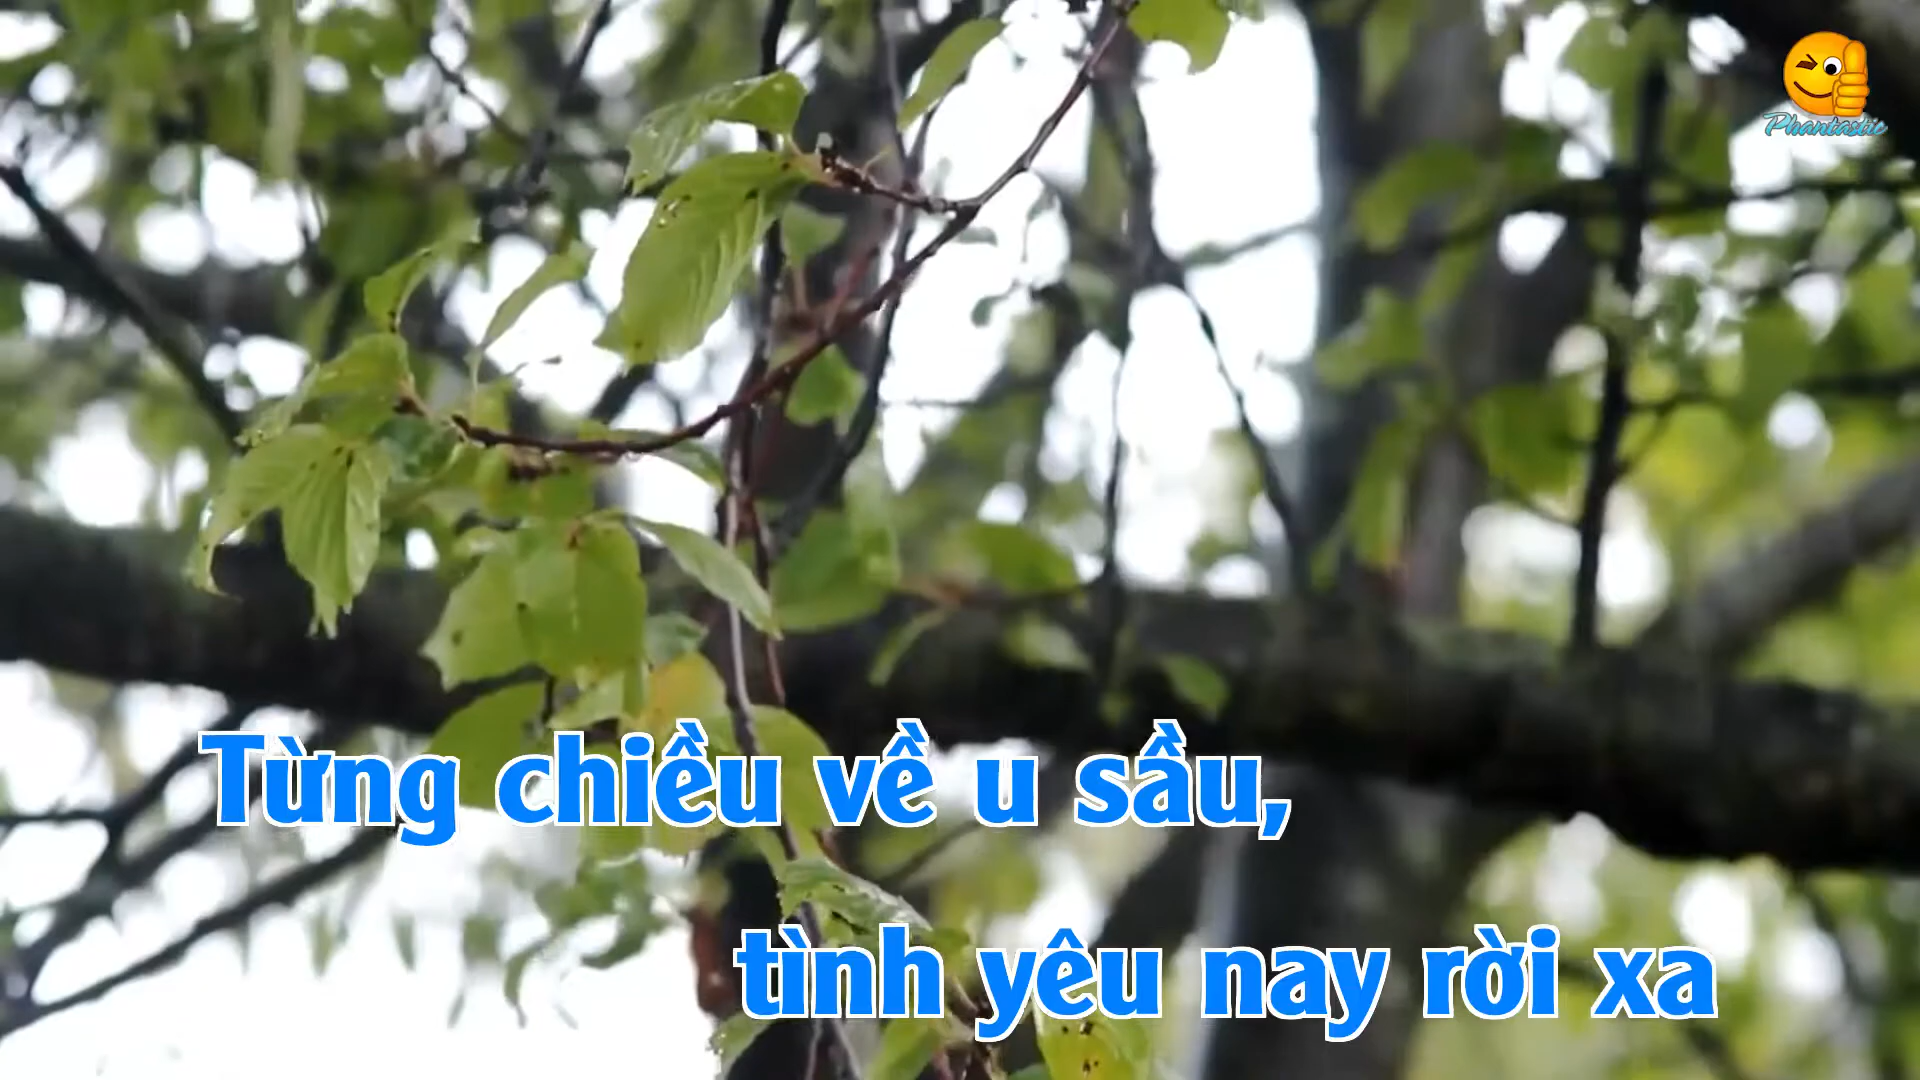 Phantastic
Từng chiều về u sầu,
tình yêu nay rời xa